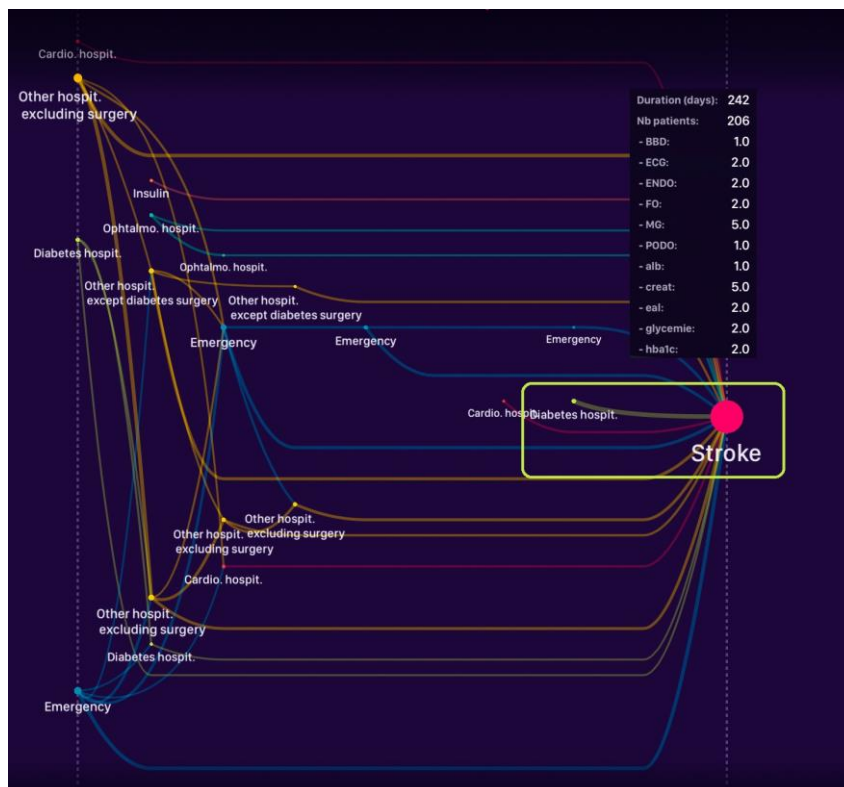 Cardio. hospit.
Other hospit.
excluding surgery
Duration (days): 242
Nb patients: 206
- BBD: 1.0
- ECG: 2.0
- ENDO: 2.0
- FO: 2.0
- MG: 5.0
- PODO: 1.0
- alb: 1.0
- creat: 5.0
- eal: 2.0
- glycemie: 2.0
- hba1c: 2.0
Insulin
Ophtalmo. hospit.
Diabetes hospit.
Ophtalmo. hospit.
Other hospit.
except diabetes surgery
Other hospit.
except diabetes surgery
Emergency
Emergency
Emergency
Cardio. hospit.
Diabetes hospit.
Stroke
Other hospit.
excluding surgery
Other hospit.
excluding surgery
Cardio. hospit.
Other hospit.
excluding surgery
Diabetes hospit.
Emergency